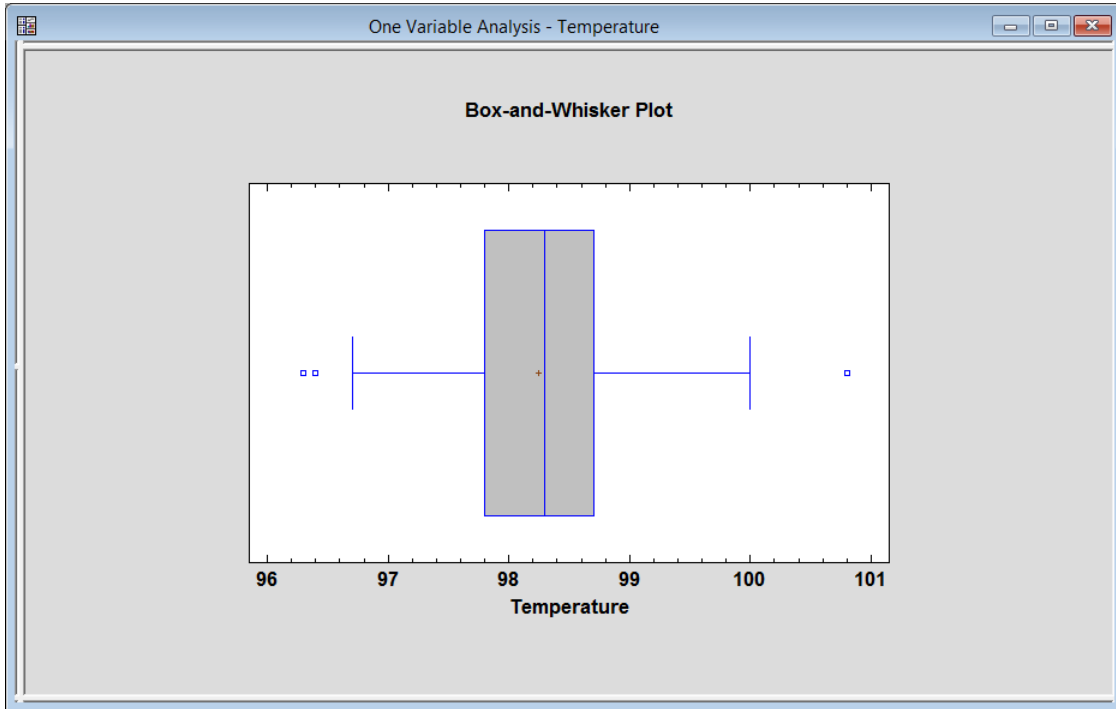 One Variable Analysis - Temperature
Box-and-Whisker Plot
96 97 98 99 100 101
Temperature